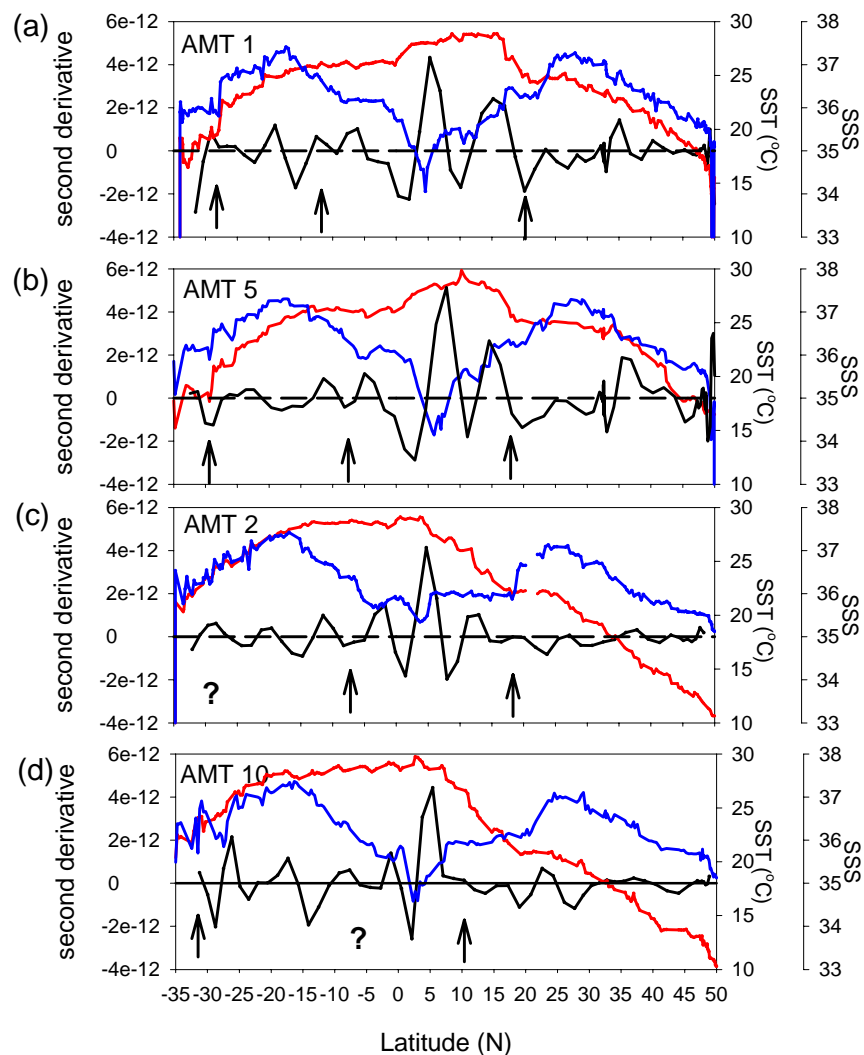 (a)
AMT 1
second derivative
6e-12
4e-12
2e-12
0
-2e-12
-4e-12
30
25
20
15
10
SST (°C)
38
37
36
35
34
33
SSS
(b)
AMT 5
second derivative
6e-12
4e-12
2e-12
0
-2e-12
-4e-12
30
25
20
15
10
SST (°C)
38
37
36
35
34
33
SSS
(c)
AMT 2
second derivative
6e-12
4e-12
2e-12
0
-2e-12
-4e-12
?
30
25
20
15
10
SST (°C)
38
37
36
35
34
33
SSS
(d)
AMT 10
second derivative
6e-12
4e-12
2e-12
0
-2e-12
-4e-12
?
30
25
20
15
10
SST (°C)
38
37
36
35
34
33
SSS
-35 -30 -25 -20 -15 -10 -5 0 5 10 15 20 25 30 35 40 45 50
Latitude (N)